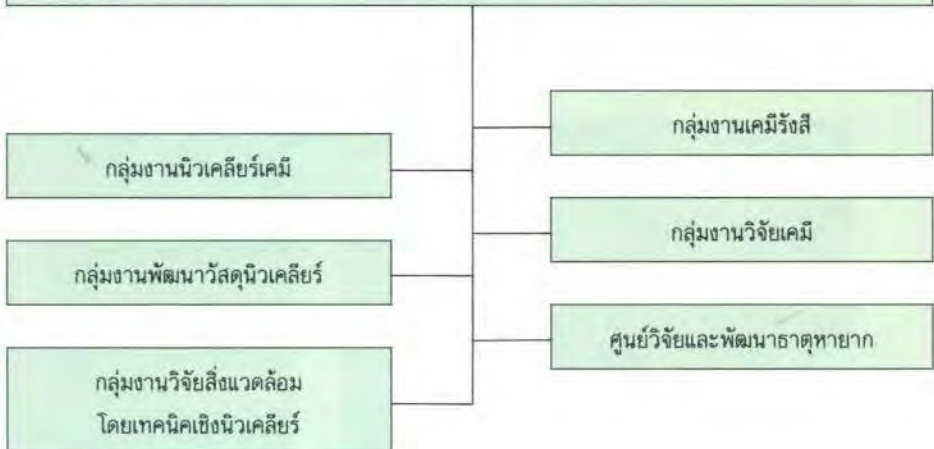 กลุ่มงานนิวเคลียร์เคมี
กลุ่มงานพัฒนาวัสดุนิวเคลียร์
กลุ่มงานวิจัยสิ่งแวดล้อม
โดยเทคนิคเชิงนิวเคลียร์
กลุ่มงานเคมีรังสี
กลุ่มงานวิจัยเคมี
ศูนย์วิจัยและพัฒนาธาตุหายาก